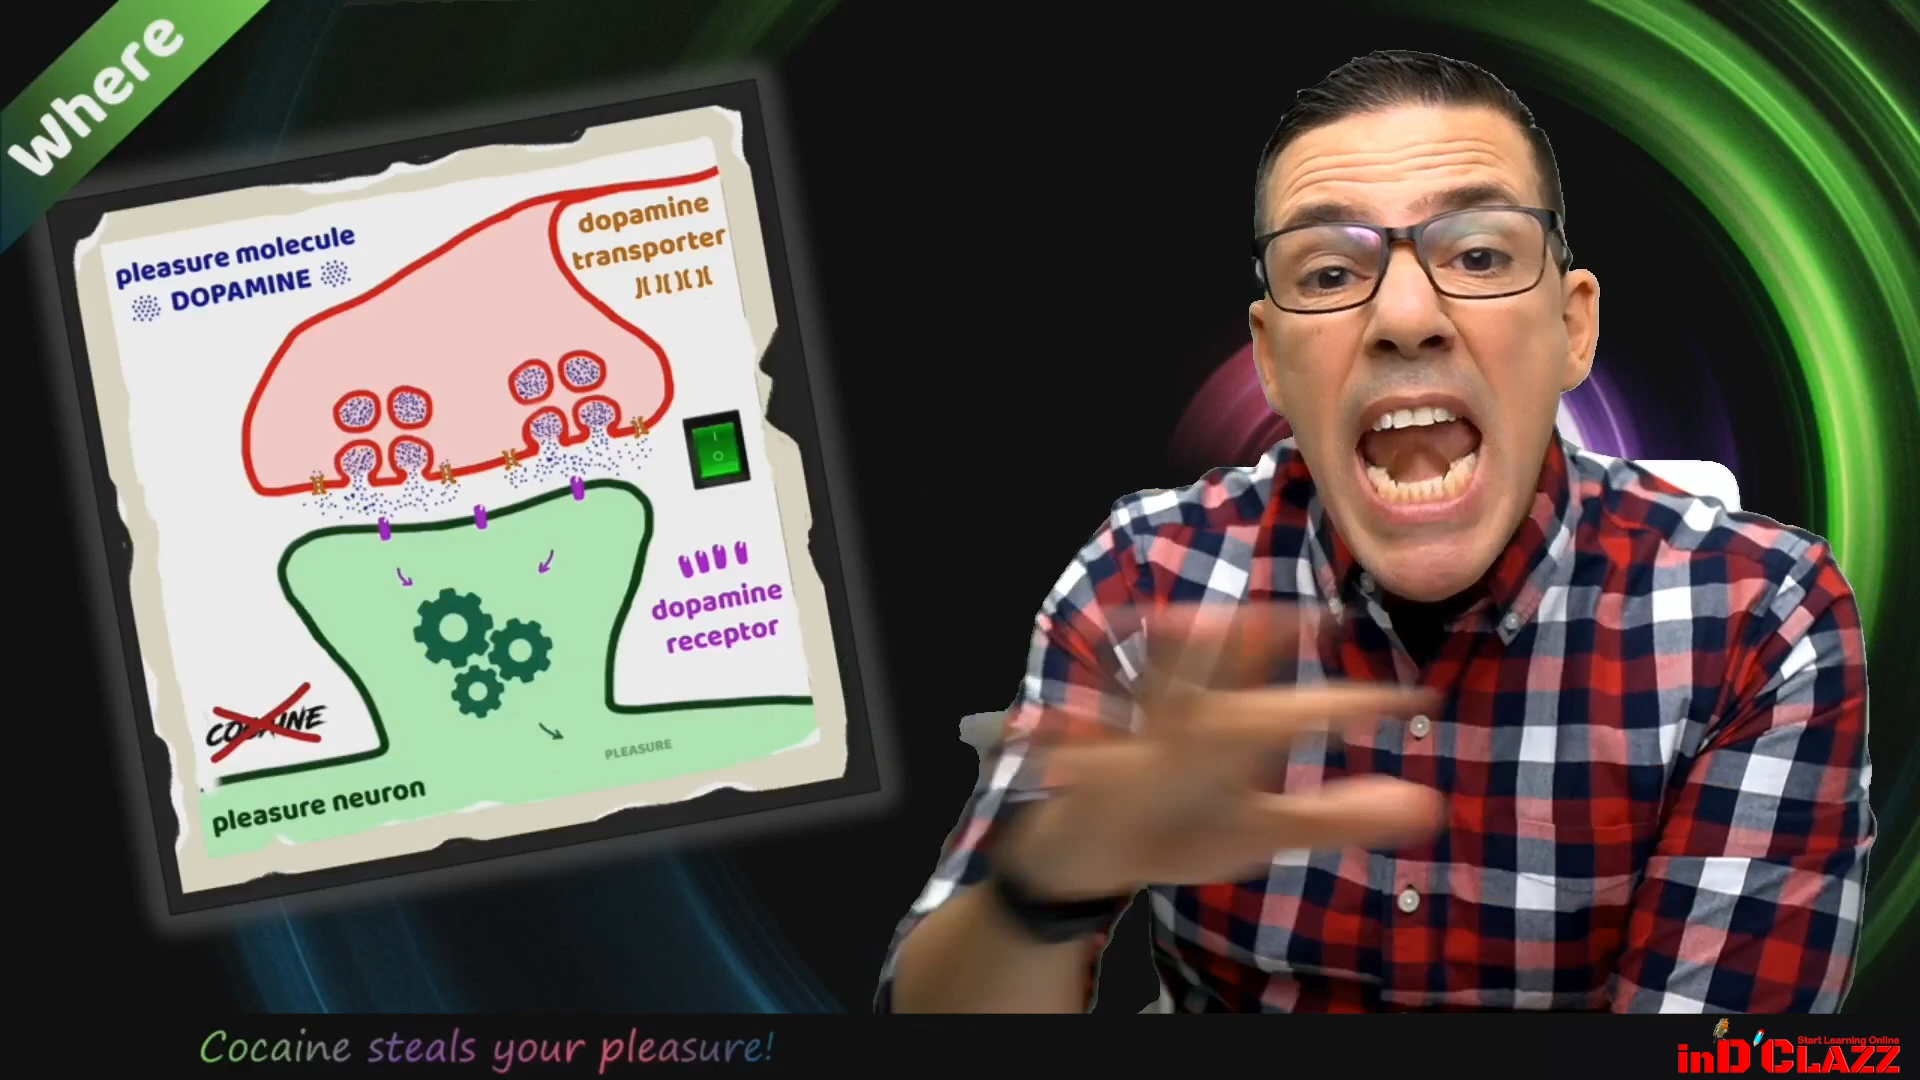 Where
pleasure molecule
DOPAMINE
dopamine
transporter
I
O
dopamine
receptor
COCAINE
PLEASURE
pleasure neuron
Cocaine steals your pleasure!
Start Learning Online
inD'CLAZZ